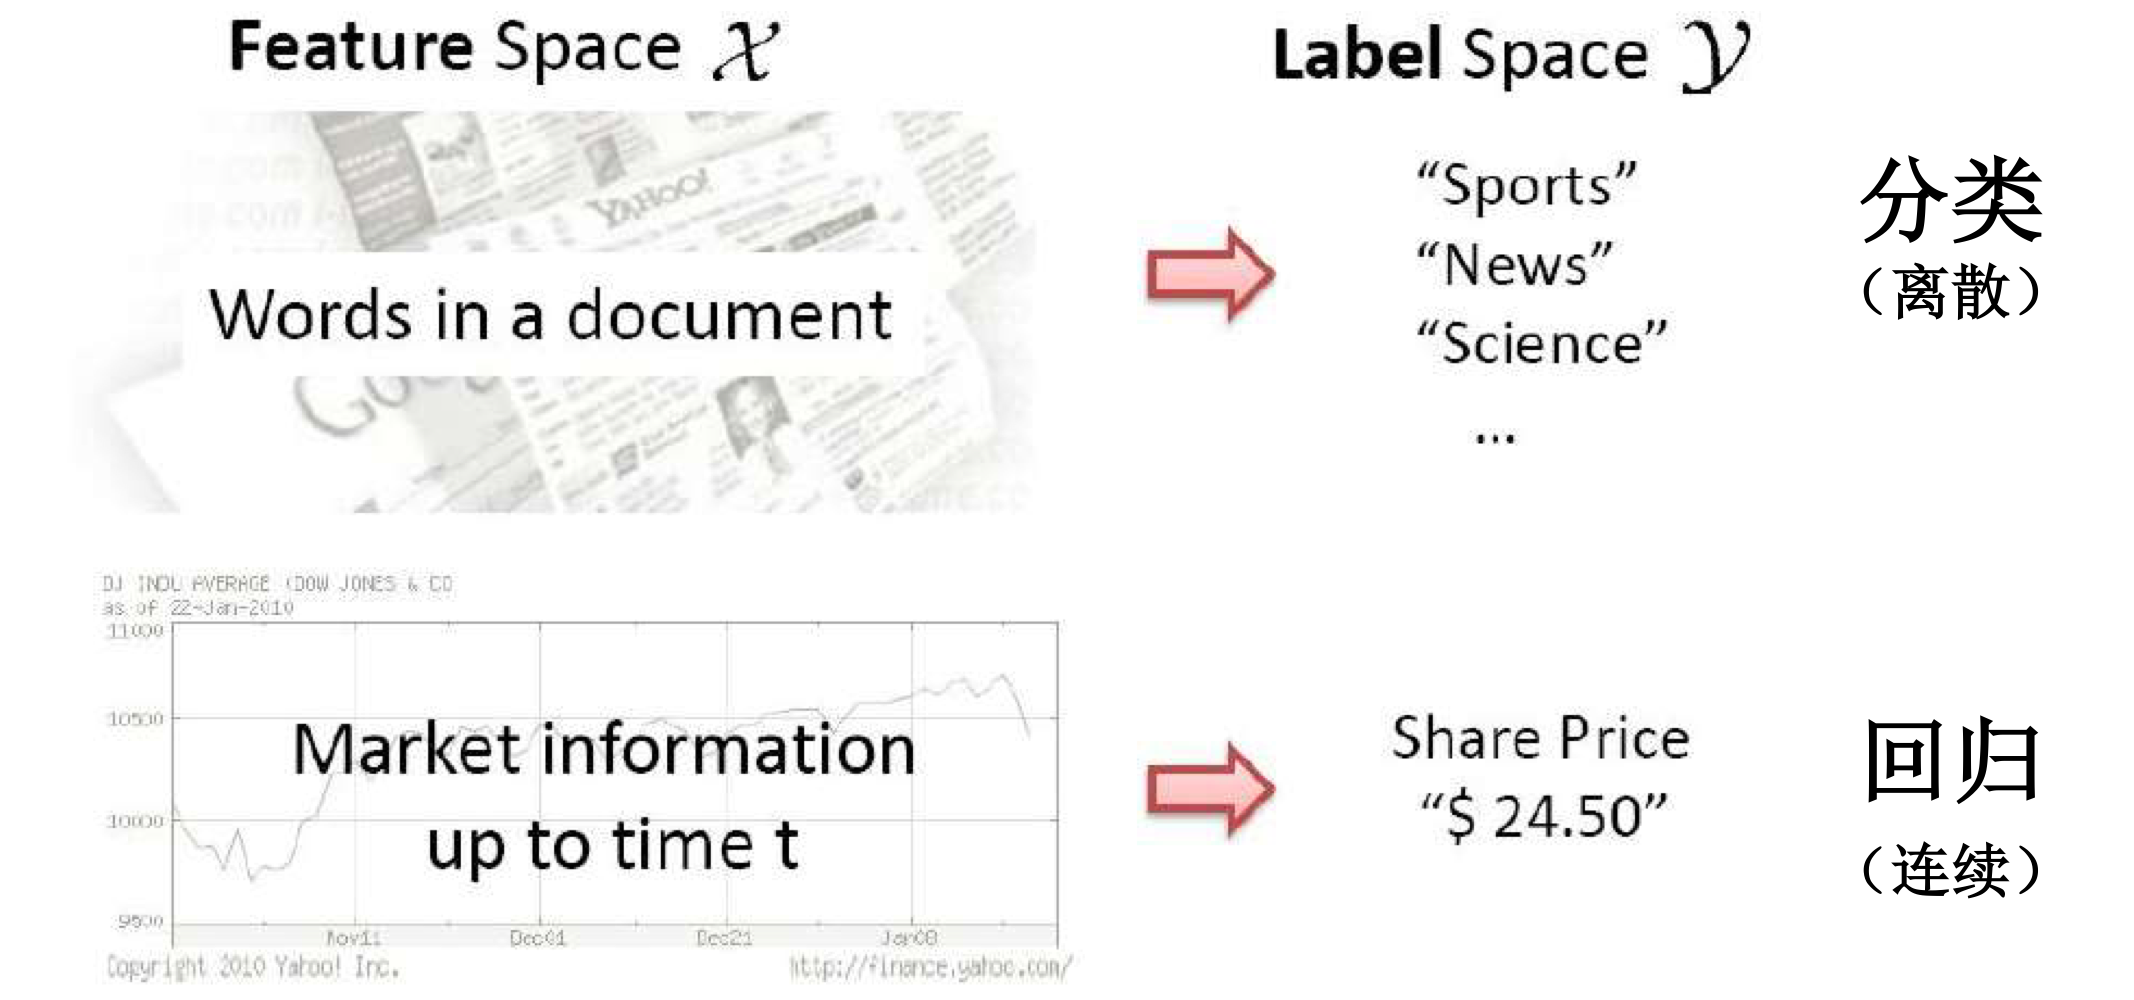 Feature Space 𝒳
Label Space 𝒴
YAHOO!
Words in a document
“Sports”
“News”
“Science”
...
分类
（离散）
DJ INDU AVERAGE (DOW JONES & CO
as of 22-Jan-2010
11000
10500
10000
9500
Nov11 Dec01 Dec21 Jan08
Copyright 2010 Yahoo! Inc.
http://finance.yahoo.com/
Market information
up to time t
Share Price
“$ 24.50”
回归
（连续）